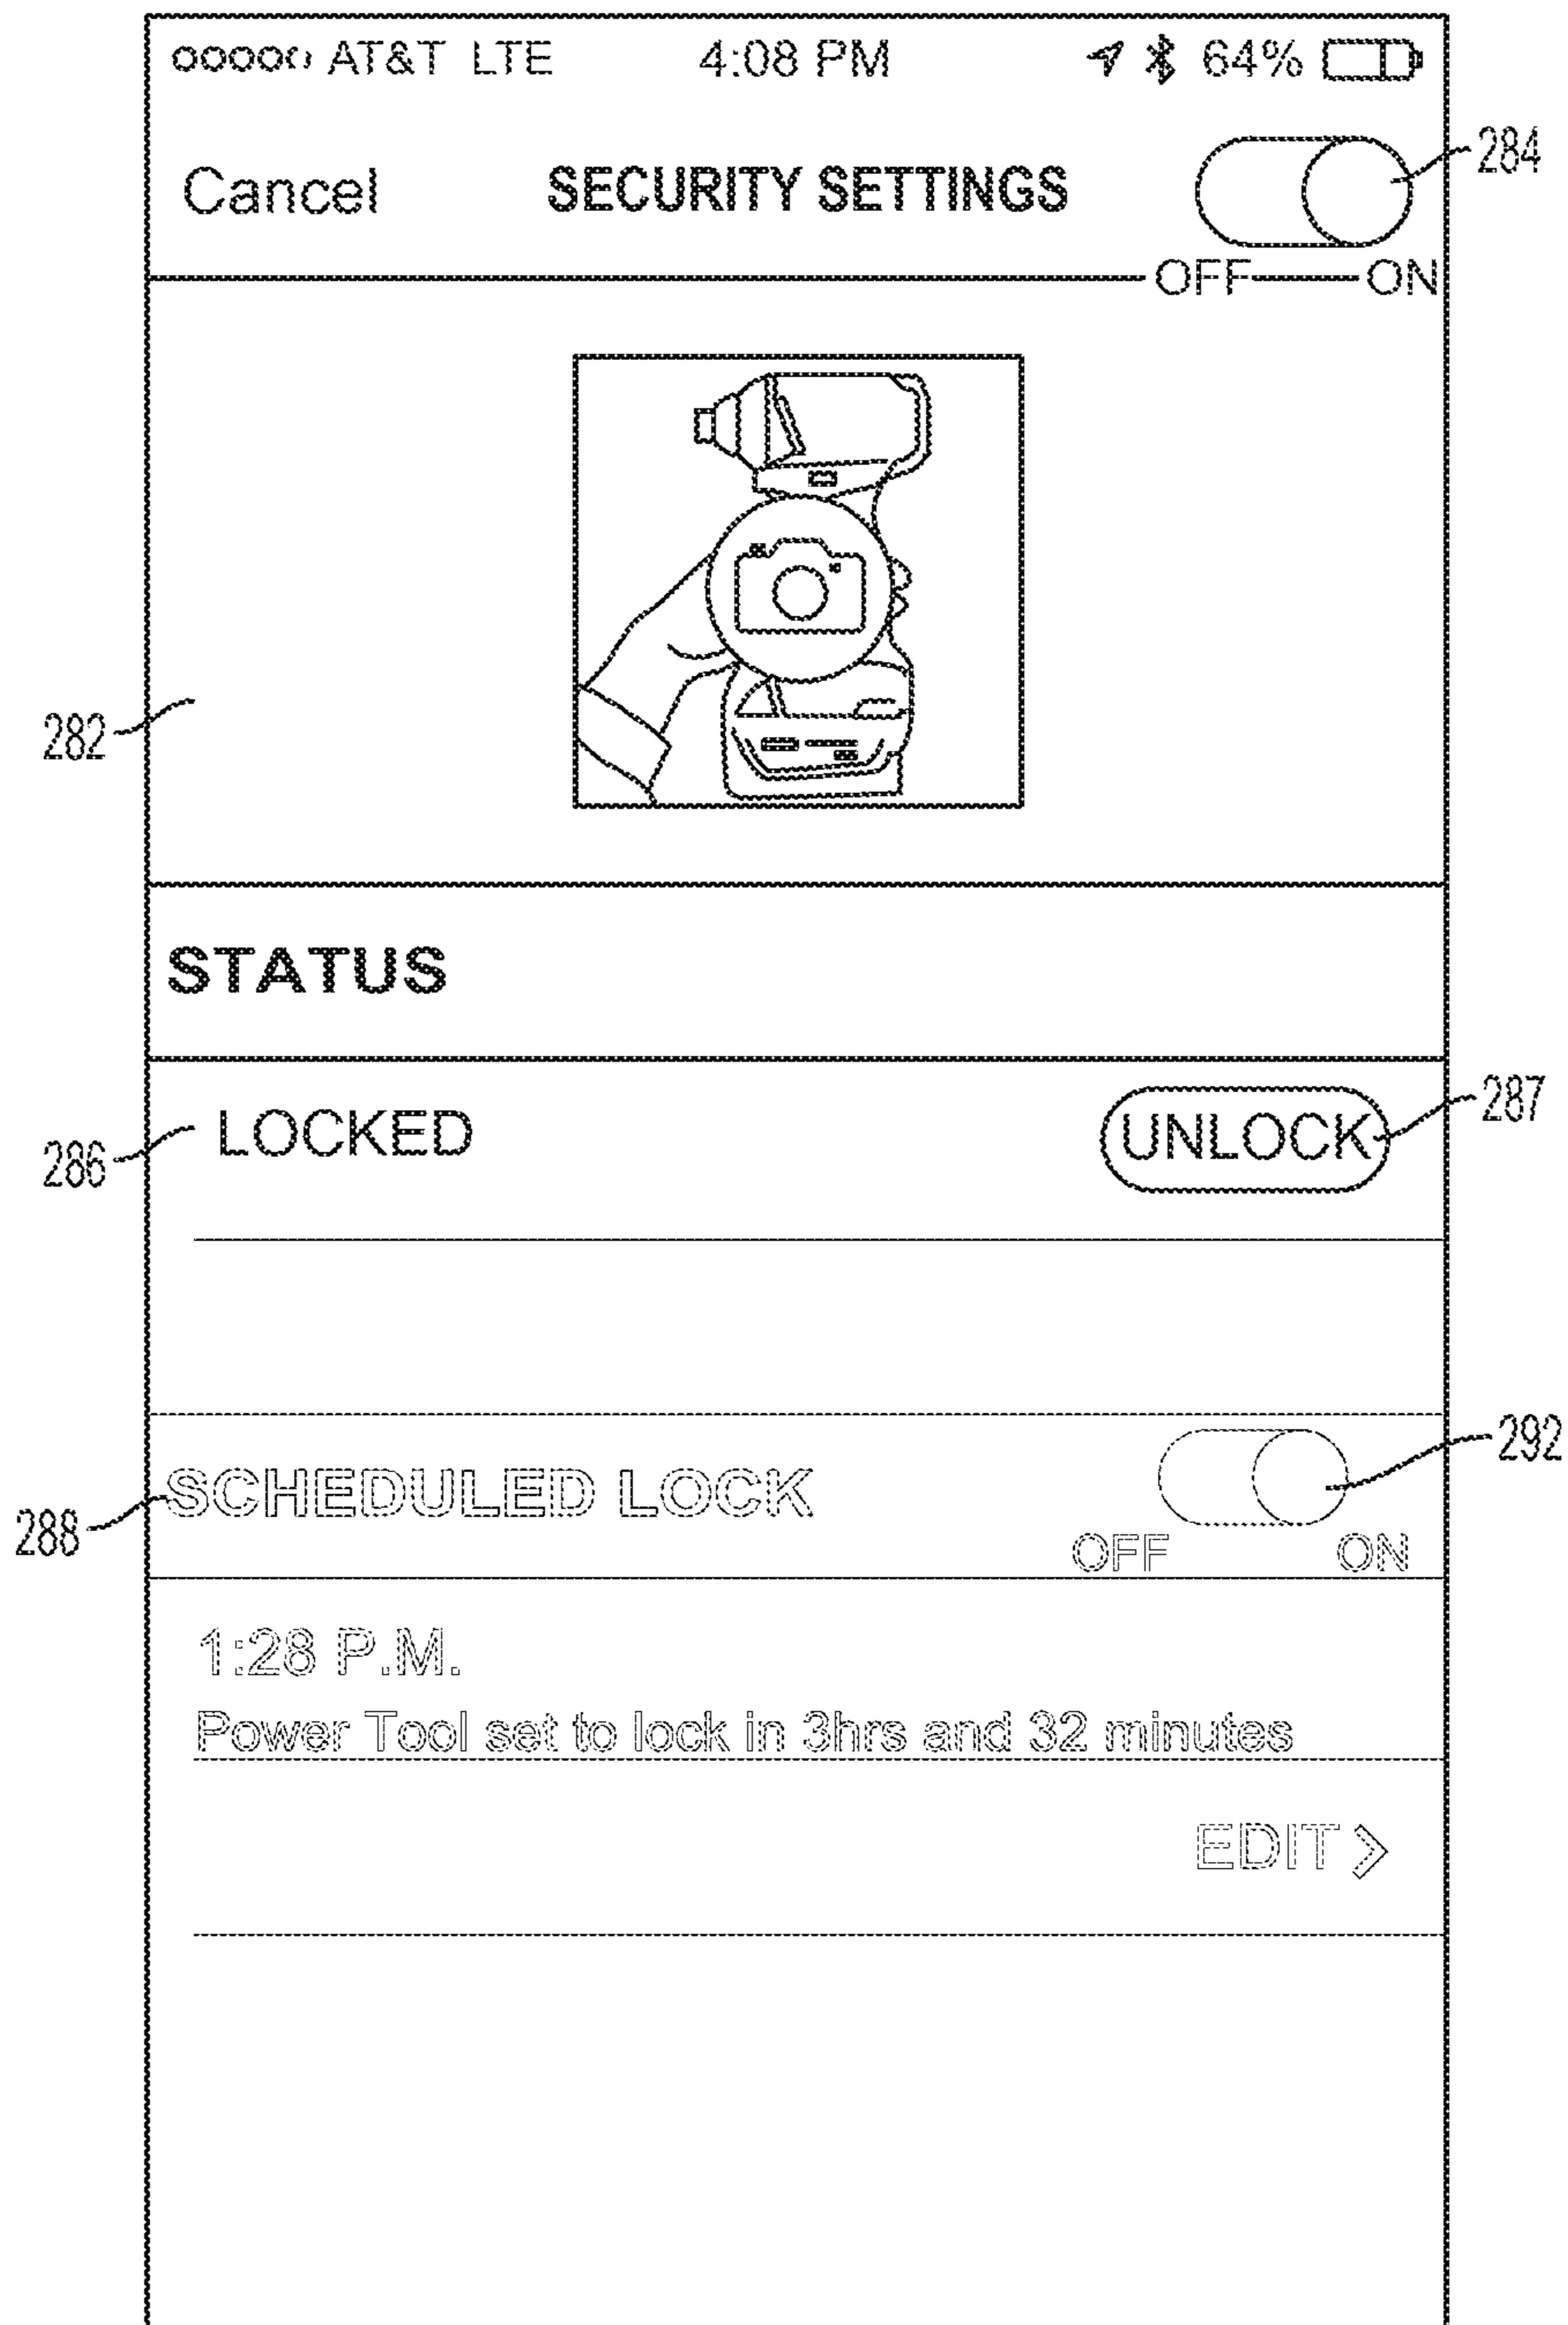 AT&T LTE 4:08 PM 64%
Cancel SECURITY SETTINGS 284
OFF ON
282
STATUS
286 LOCKED UNLOCK 287
288 SCHEDULED LOCK 292
OFF ON
1:28 P.M.
Power Tool set to lock in 3hrs and 32 minutes
EDIT >